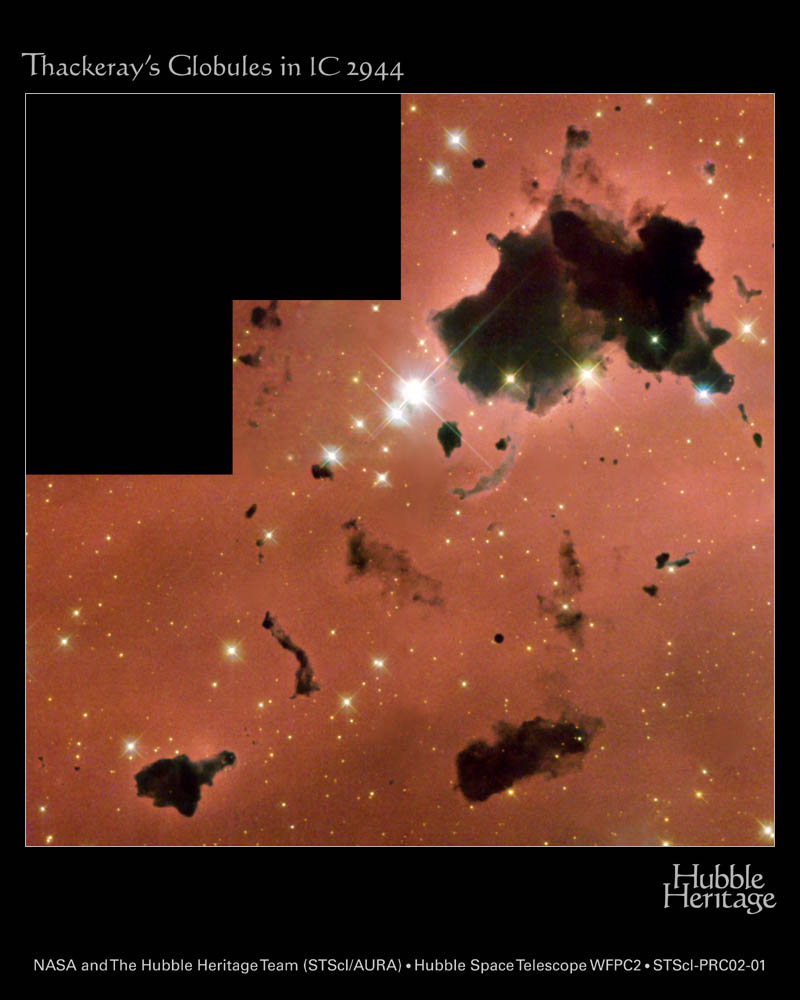 Thackeray's Globules in IC 2944
Hubble
Heritage
NASA and The Hubble Heritage Team (STScI/AURA) • Hubble Space Telescope WFPC2 • STScI-PRC02-01